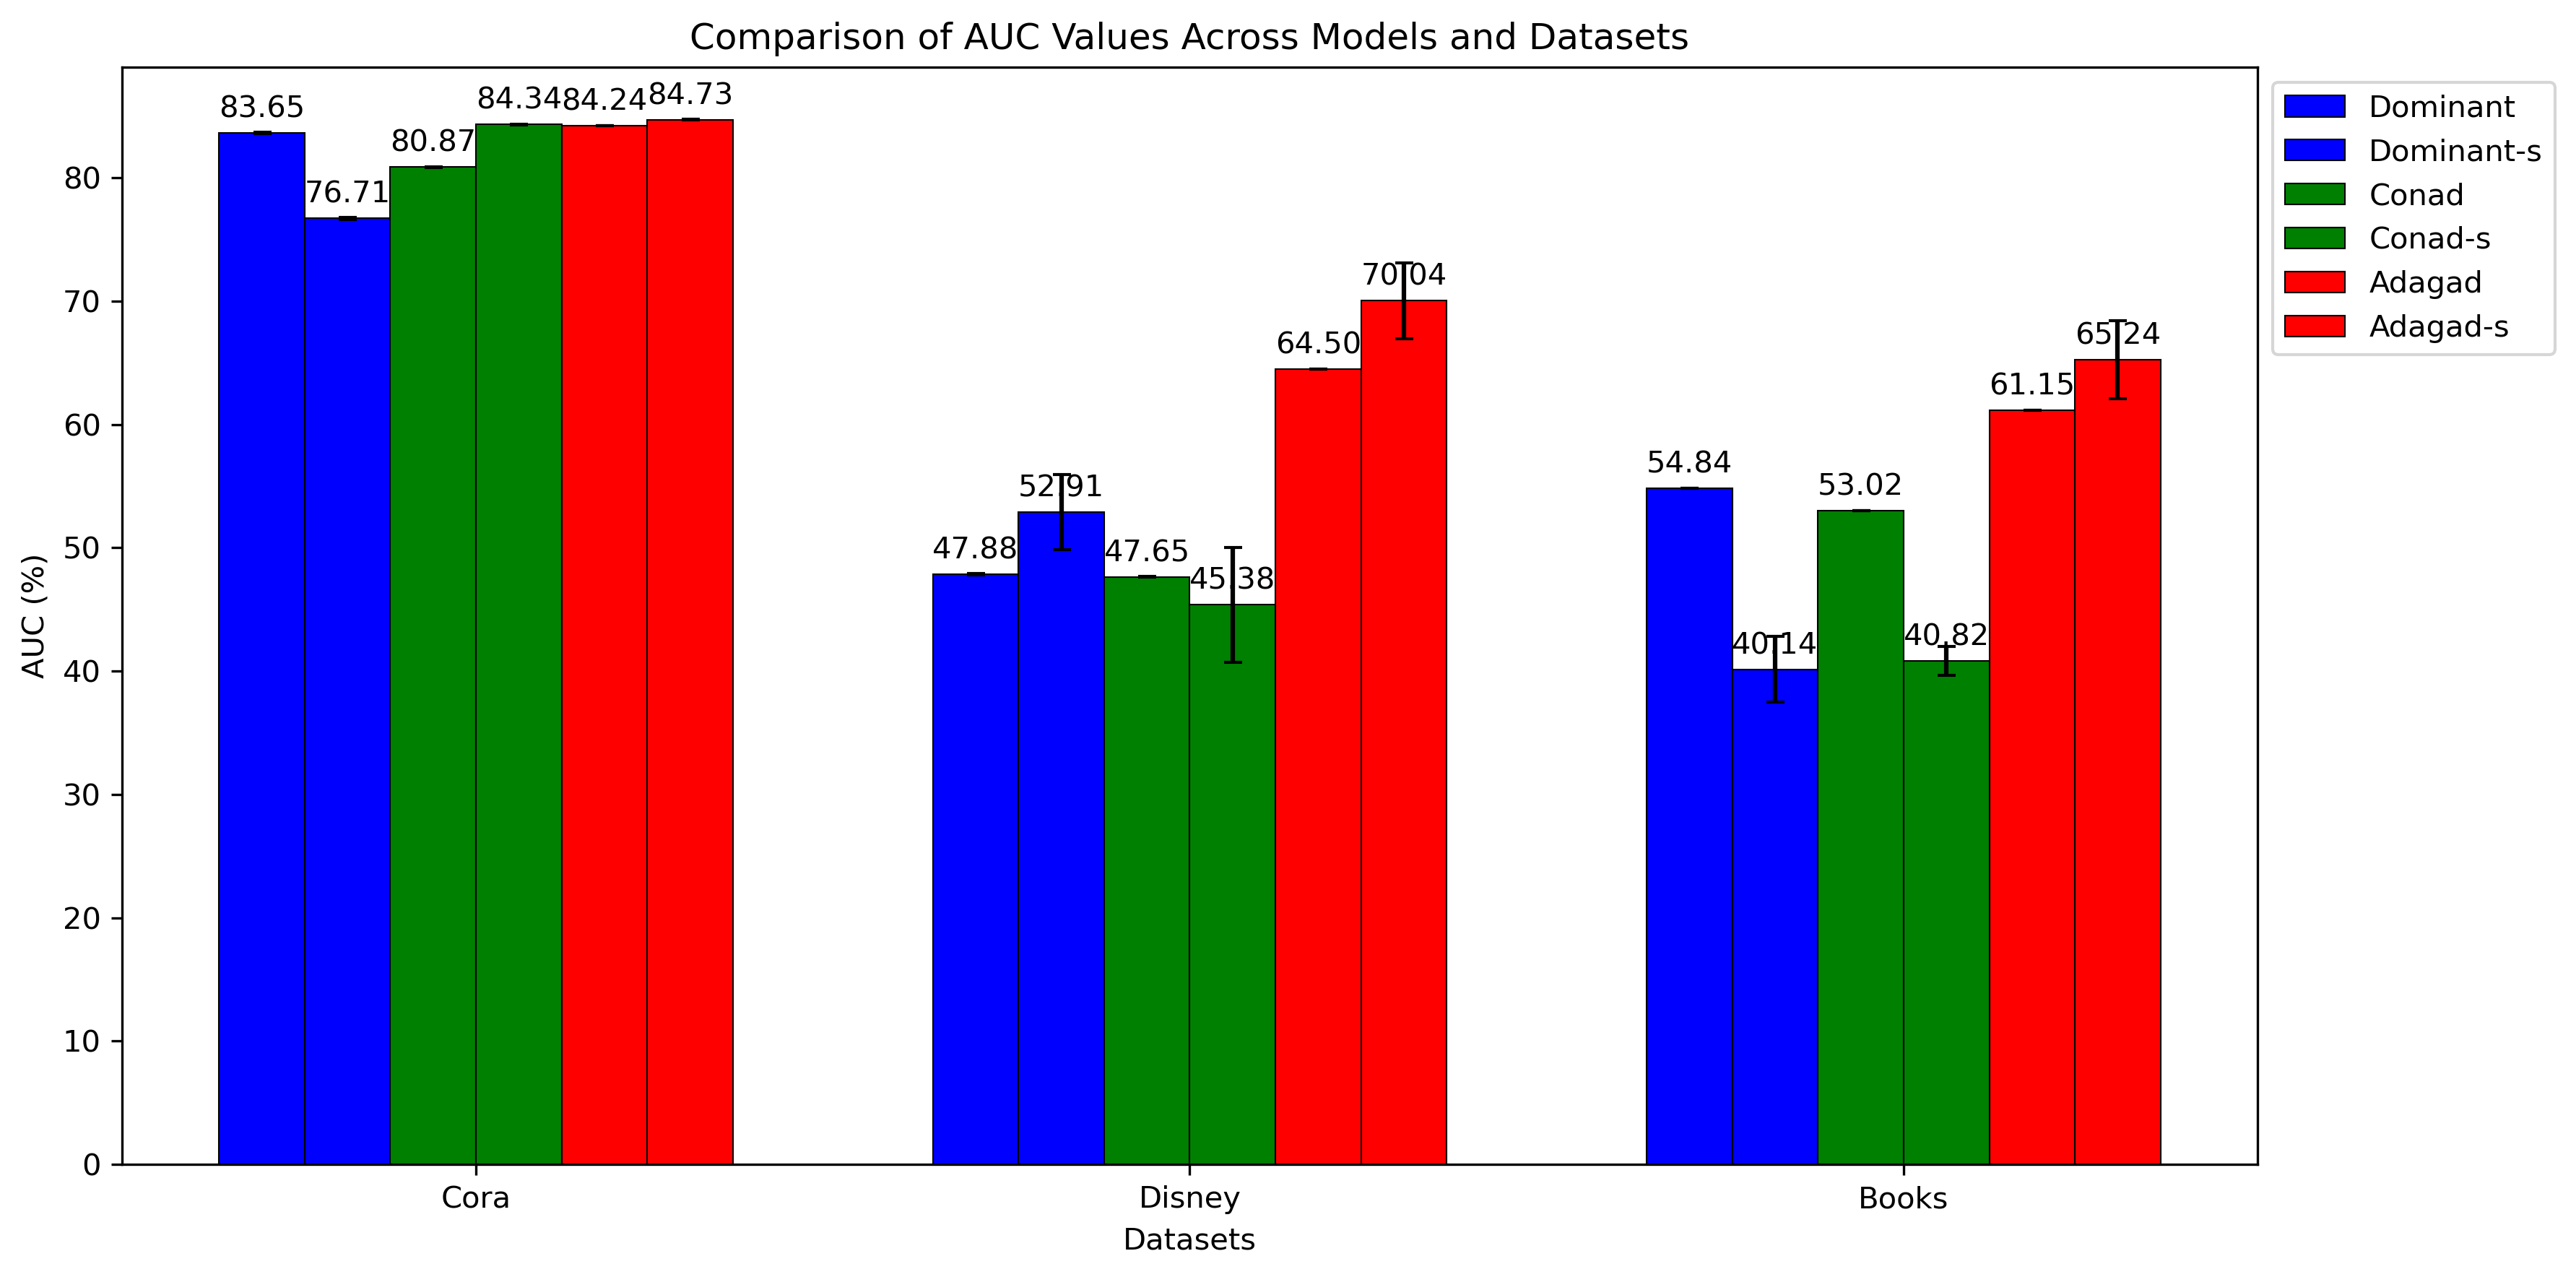 Comparison of AUC Values Across Models and Datasets
AUC (%)
80
70
60
50
40
30
20
10
0
83.65
76.71
80.87
84.34
84.24
84.73
47.88
52.91
47.65
45.38
64.50
70.04
54.84
40.14
53.02
40.82
61.15
65.24
Cora
Disney
Books
Datasets
Dominant
Dominant-s
Conad
Conad-s
Adagad
Adagad-s